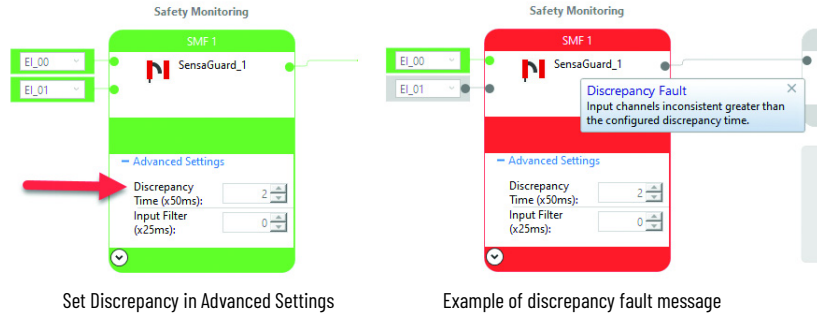 Safety Monitoring
SMF 1
EI_00
SensaGuard_1
EI_01
Advanced Settings
Discrepancy
Time (x50ms):
2
Input Filter
(x25ms):
0
Set Discrepancy in Advanced Settings
Safety Monitoring
SMF 1
EI_00
SensaGuard_1
EI_01
Discrepancy Fault
Input channels inconsistent greater than
the configured discrepancy time.
Advanced Settings
Discrepancy
Time (x50ms):
2
Input Filter
(x25ms):
0
Example of discrepancy fault message